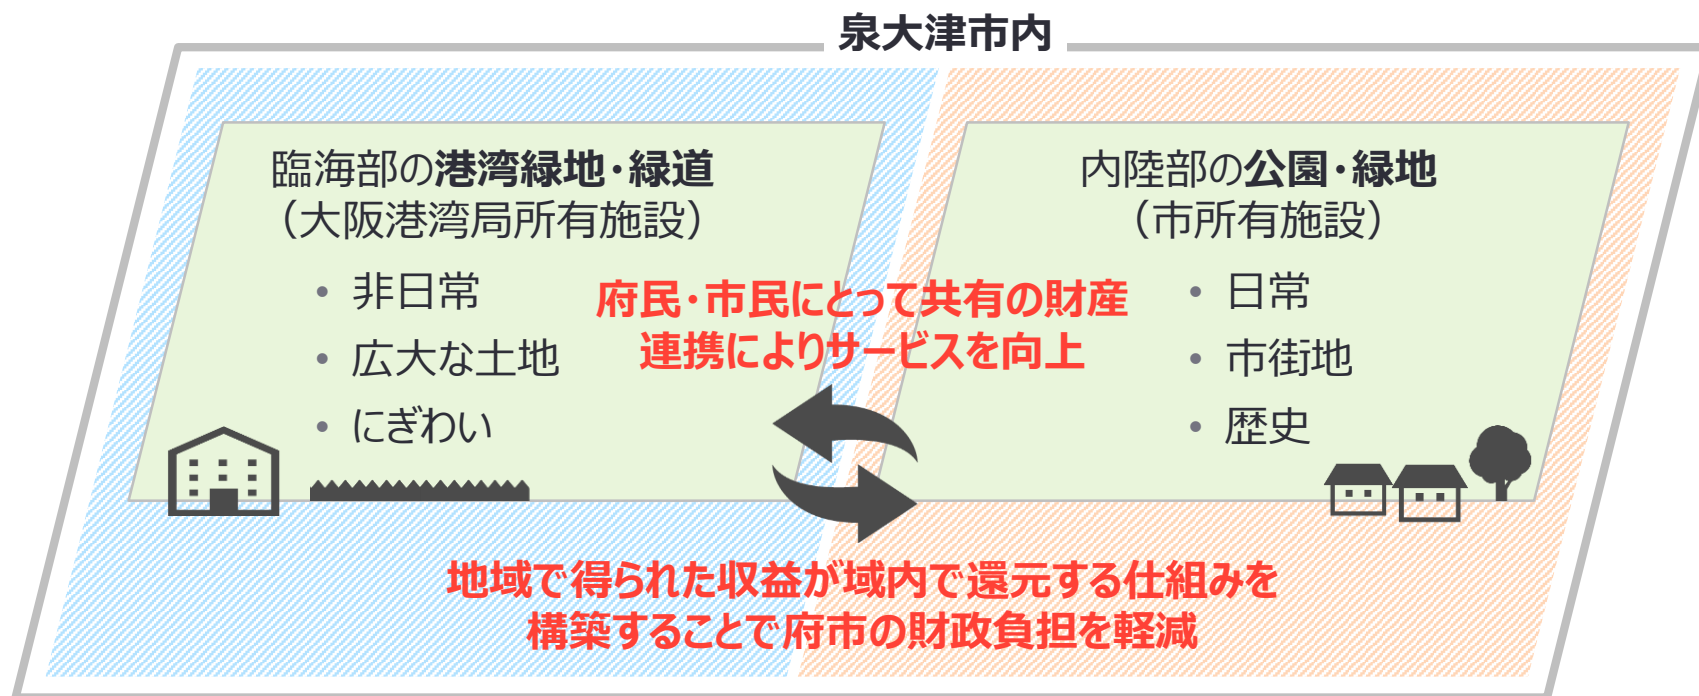 泉大津市内
臨海部の港湾緑地・緑道
（大阪港湾局所有施設）
• 非日常
• 広大な土地
• にぎわい
内陸部の公園・緑地
（市所有施設）
• 日常
• 市街地
• 歴史
府民・市民にとって共有の財産
連携によりサービスを向上
地域で得られた収益が域内で還元する仕組みを
構築することで府市の財政負担を軽減